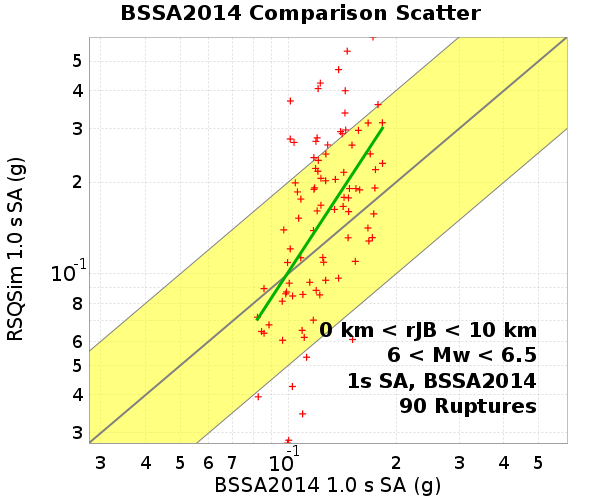 BSSA2014 Comparison Scatter
RSQSim 1.0 s SA (g)
5
4
3
2
10-1
8
6
5
4
3
0 km < rJB < 10 km
6 < Mw < 6.5
1s SA, BSSA2014
90 Ruptures
3 4 5 6 7 10-1 2 3 4 5
BSSA2014 1.0 s SA (g)